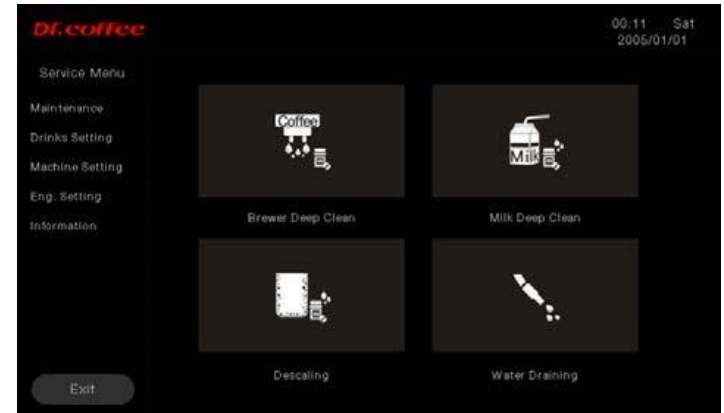 Dr.coffee
00:11 Sat
2005/01/01
Service Menu
Maintenance
Drinks Setting
Machine Setting
Eng. Setting
Information
Exit
Coffee
Brewer Deep Clean
Milk
Milk Deep Clean
Descaling
Water Draining